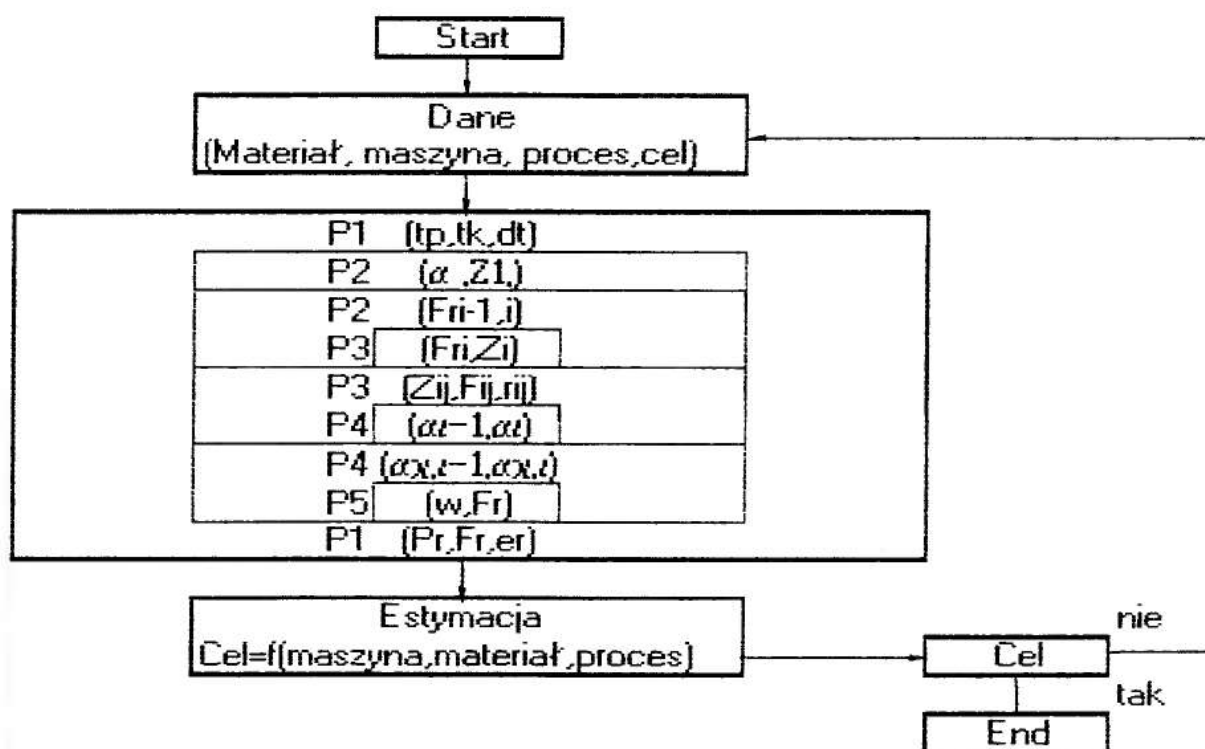 Start
Dane
(Materiał, maszyna, proces,cel)
P1 (tp,tk,dt)
P2 (α ,Z1,)
P2 (Fri-1,i)
P3 (Fri,Zi)
P3 (Zij,Fij,rij)
P4 (αι−1,αι)
P4 (αχ,ι−1,αχ,ι)
P5 (w,Fr)
P1 (Pr,Fr,er)
Estymacja
Cel=f(maszyna,materiał,proces)
nie
Cel
tak
End